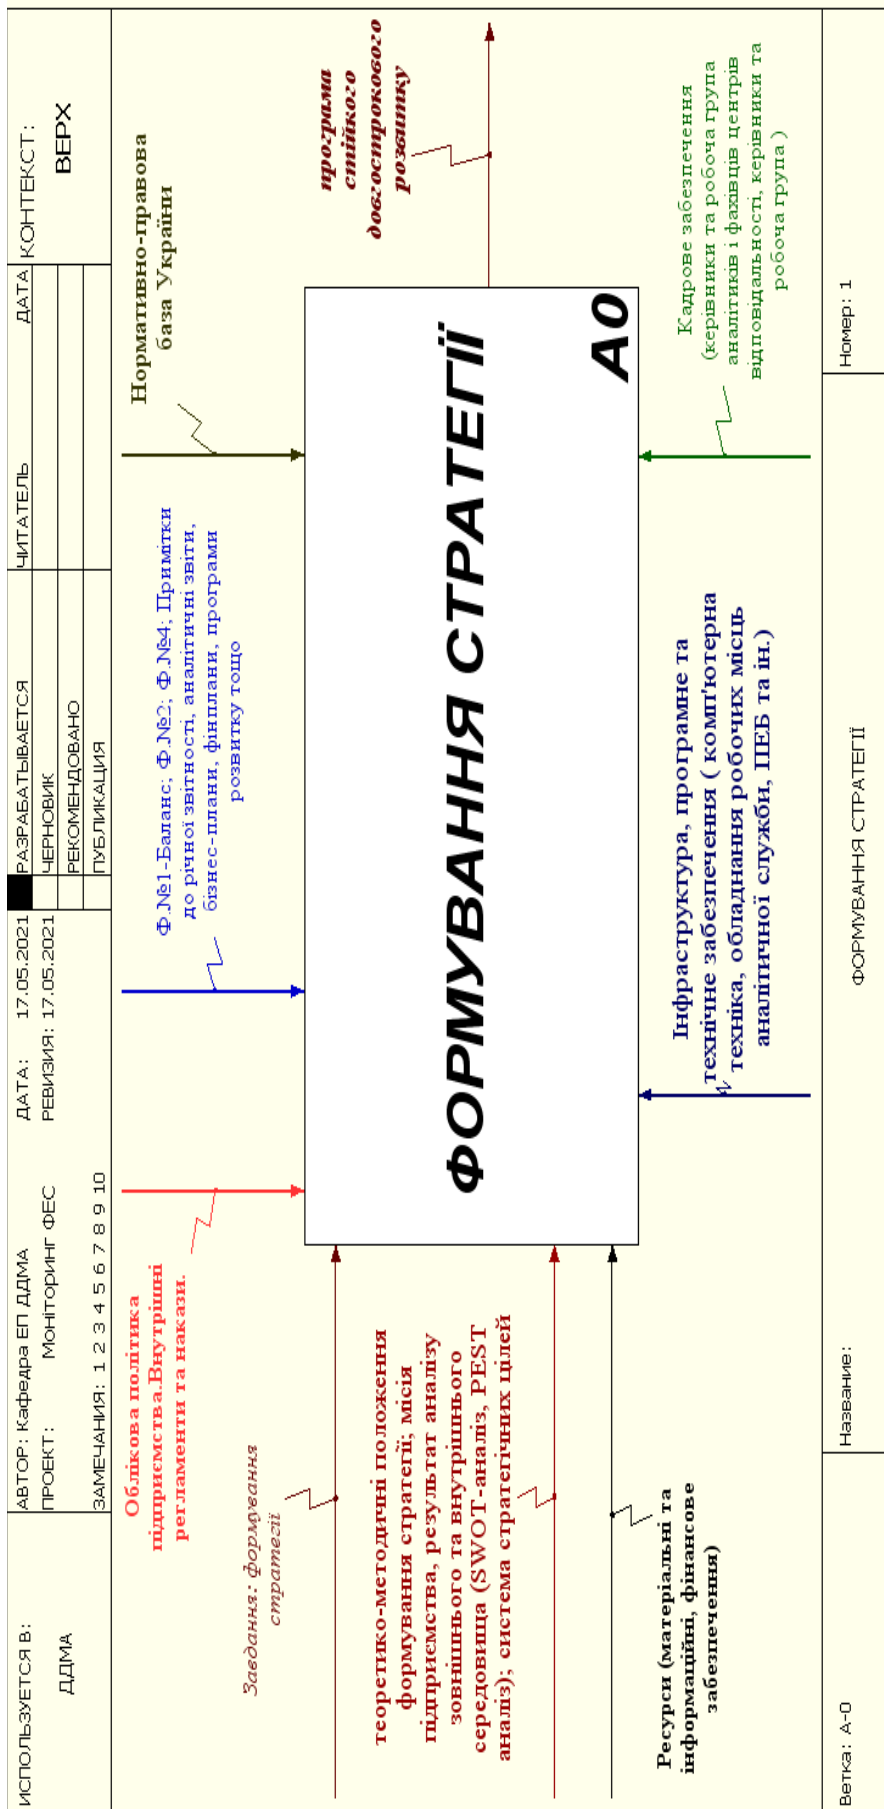 ИСПОЛЬЗУЕТСЯ В:
ДДМА
АВТОР: Кафедра ЕП ДДМА
ПРОЕКТ: Моніторинг ФЕС
ЗАМЕЧАНИЯ: 1 2 3 4 5 6 7 8 9 10
ДАТА: 17.05.2021
РЕВИЗИЯ: 17.05.2021
РАЗРАБАТЫВАЕТСЯ
ЧЕРНОВИК
РЕКОМЕНДОВАНО
ПУБЛИКАЦИЯ
ЧИТАТЕЛЬ
ДАТА
КОНТЕКСТ:
ВЕРХ
Облікова політика
підприємства.Внутрішні
регламенти та накази.
Ф.№1-Баланс; Ф.№2; Ф.№4; Примітки
до річної звітності, аналітичні звіти,
бізнес-плани, фінплани, програми
розвитку тощо
Нормативно-правова
база України
Завдання: формування
стратегії
теоретико-методичні положення
формування стратегії; місія
підприємства, результат аналізу
зовнішнього та внутрішнього
середовища (SWOT-аналіз, PEST
аналіз); система стратегічних цілей
Ресурси (матеріальні та
інформаційні, фінансове
забезпечення)
ФОРМУВАННЯ СТРАТЕГІЇ
A0
програма
стійкого
довгострокового
розвитку
Інфраструктура, програмне та
технічне забезпечення ( комп'ютерна
техніка, обладнання робочих місць
аналітичної служби, ПЕБ та ін.)
Кадрове забезпечення
(керівники та робоча група
аналітиків і фахівців центрів
відповідальності, керівники та
робоча група )
Ветка: A-0
Название:
ФОРМУВАННЯ СТРАТЕГІЇ
Номер: 1